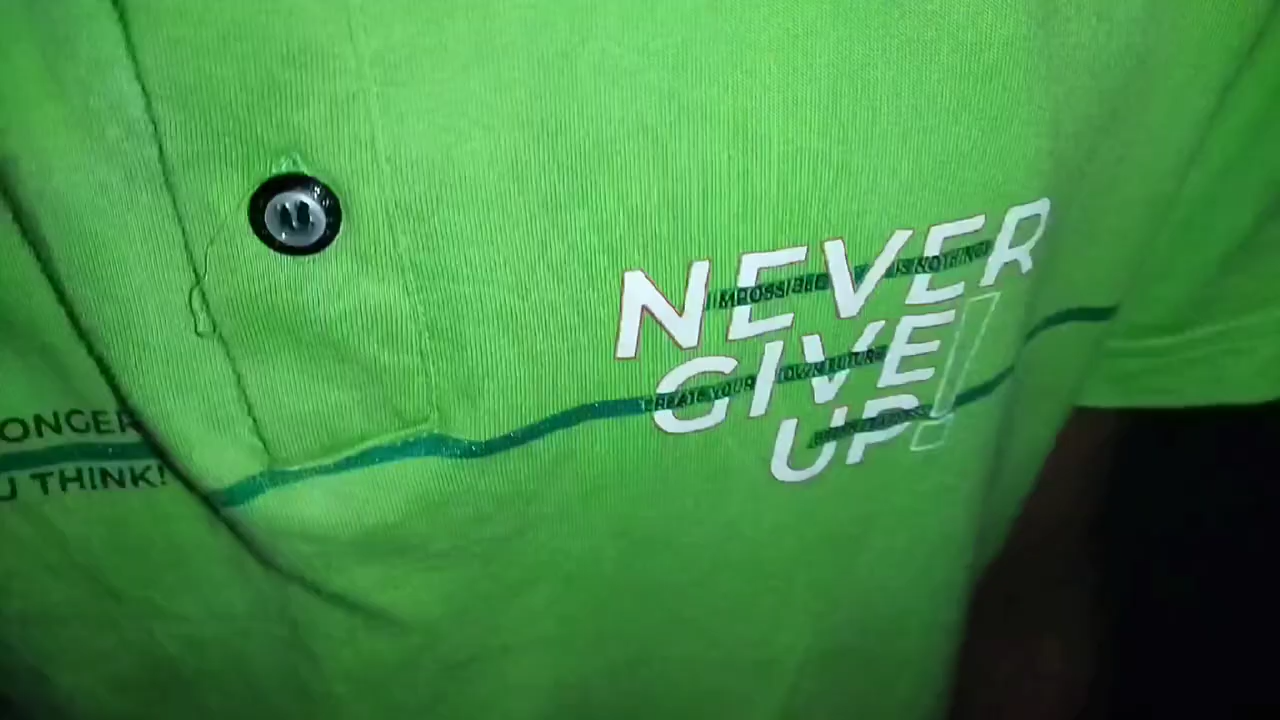 ONGER
U THINK!
NEVER
IMPOSSIBLE IS NOTHING
GIVE
CREATE YOUR OWN FUTURE
UP!